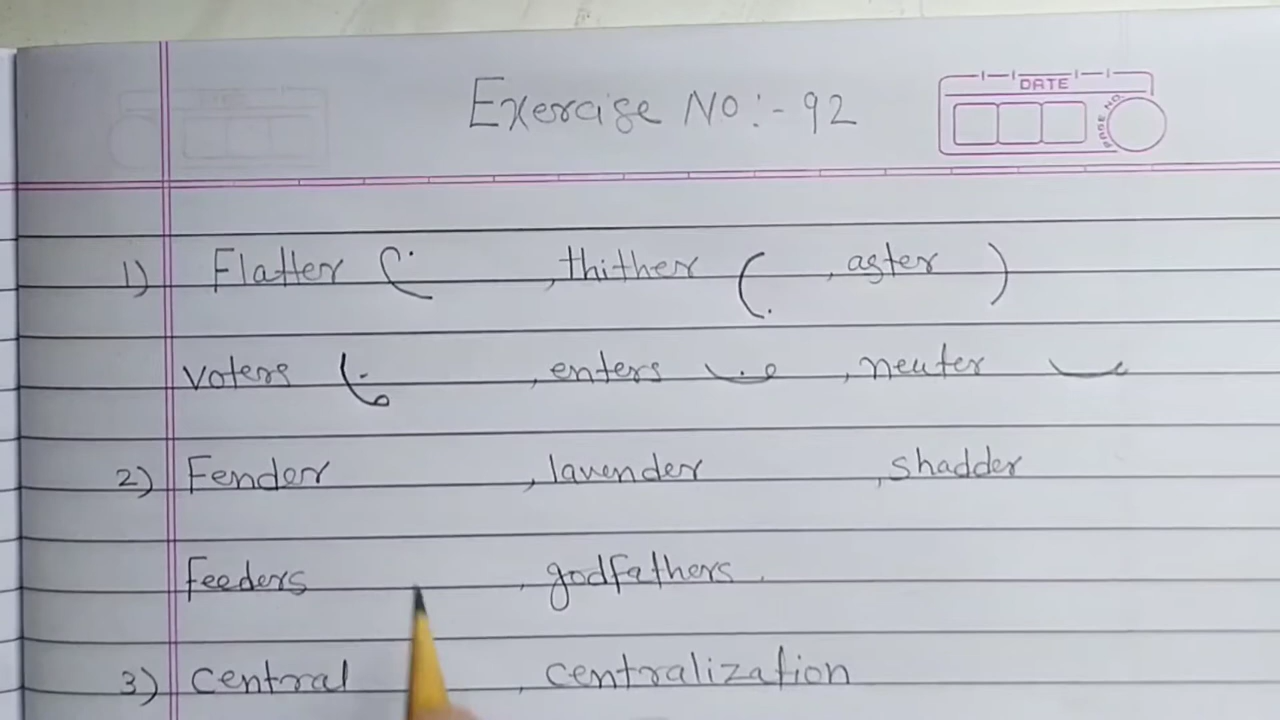 Exercise No:- 92
DATE
PAGE NO.
1) Flatter , thither , aster
voters , enters , neuter
2) Fender , lavender , shadder
Feeders , godfathers.
3) central , centralization